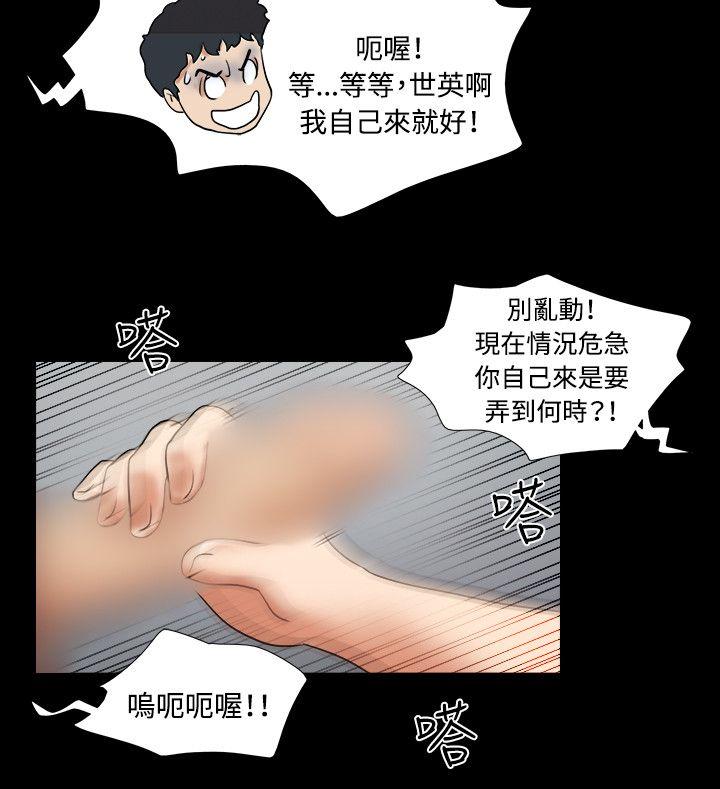 呃喔！
等…等等，世英啊
我自己來就好！
別亂動！
現在情況危急
你自己來是要
弄到何時？！
嗒
嗒
嗚呃呃喔！！
嗒